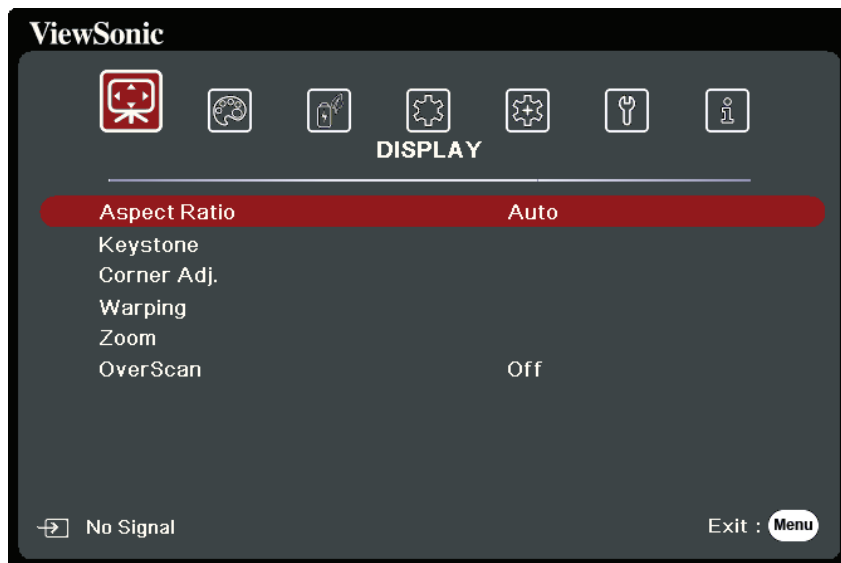 ViewSonic
DISPLAY
Aspect Ratio Auto
Keystone
Corner Adj.
Warping
Zoom
OverScan Off
No Signal Exit : Menu